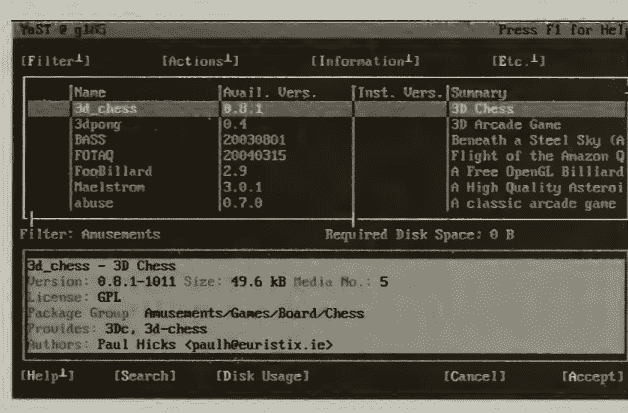 YaST @ g105 Press F1 for Help
[Filter┴] [Actions┴] [Information┴] [Etc.┴]
Name Avail. Vers. Inst. Vers. Summary
3d_chess 0.8.1 3D Chess
3dpong 0.4 3D Arcade Game
BASS 20030801 Beneath a Steel Sky (A
FOTAQ 20040315 Flight of the Amazon Q
FooBillard 2.9 A Free OpenGL Billiard
Maelstrom 3.0.1 A High Quality Asteroi
abuse 0.7.0 A classic arcade game
Filter: Amusements Required Disk Space: 0 B
3d_chess - 3D Chess
Version: 0.8.1-1011 Size: 49.6 kB Media No.: 5
License: GPL
Package Group: Amusements/Games/Board/Chess
Provides: 3Dc, 3d-chess
Authors: Paul Hicks <paulh@euristix.ie>
[Help┴] [Search] [Disk Usage] [Cancel] [Accept]